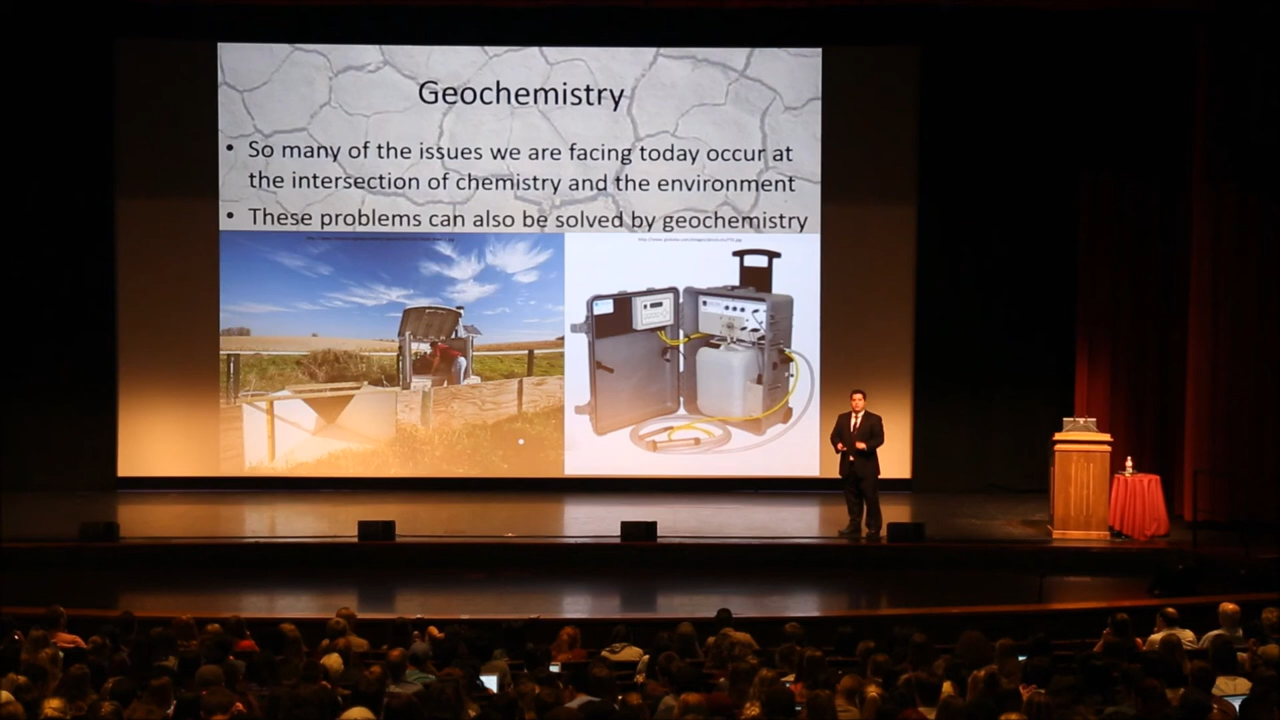 Geochemistry
• So many of the issues we are facing today occur at
the intersection of chemistry and the environment
• These problems can also be solved by geochemistry